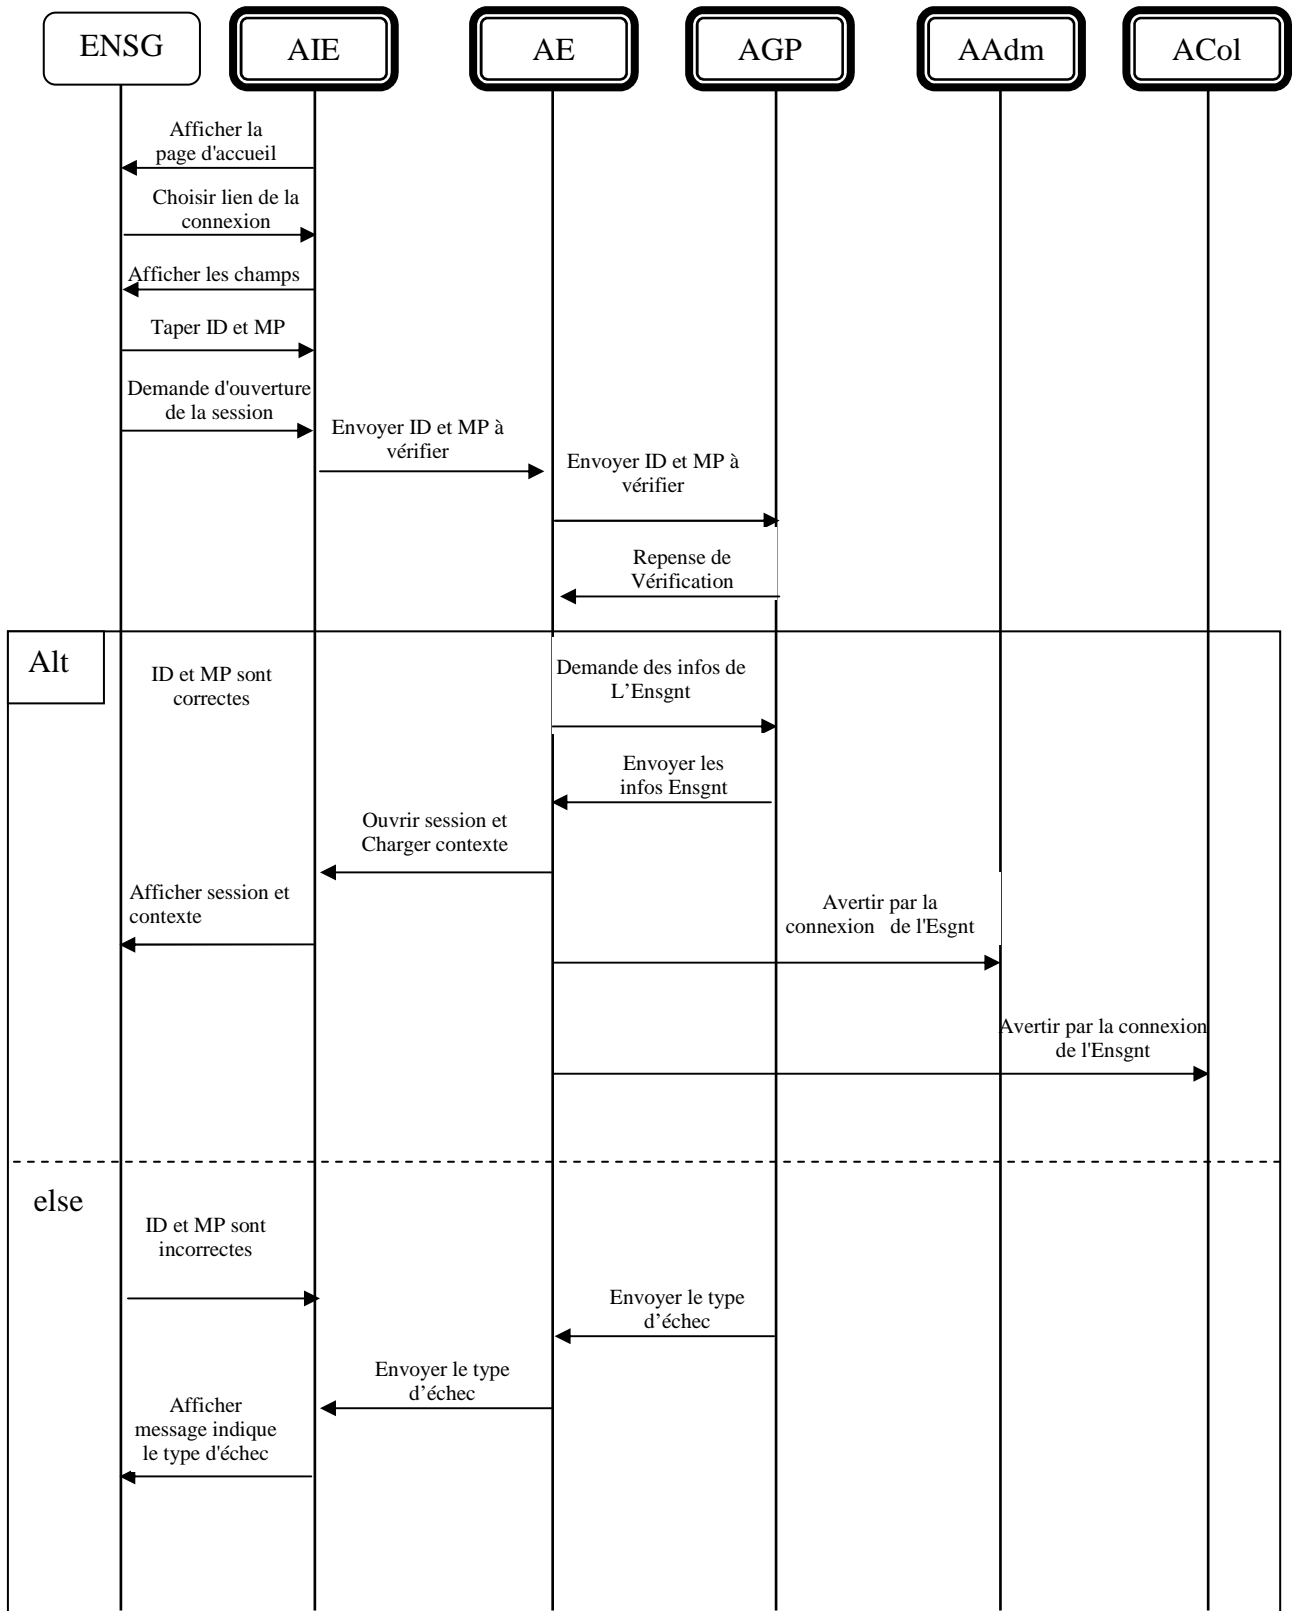 ENSG
AIE
AE
AGP
AAdm
ACol
Afficher la
page d'accueil
Choisir lien de la
connexion
Afficher les champs
Taper ID et MP
Demande d'ouverture
de la session
Envoyer ID et MP à
vérifier
Envoyer ID et MP à
vérifier
Repense de
Vérification
Alt
ID et MP sont
correctes
Demande des infos de
L’Ensgnt
Envoyer les
infos Ensgnt
Ouvrir session et
Charger contexte
Afficher session et
contexte
Avertir par la
connexion de l'Esgnt
Avertir par la connexion
de l'Ensgnt
else
ID et MP sont
incorrectes
Envoyer le type
d’échec
Envoyer le type
d’échec
Afficher
message indique
le type d'échec